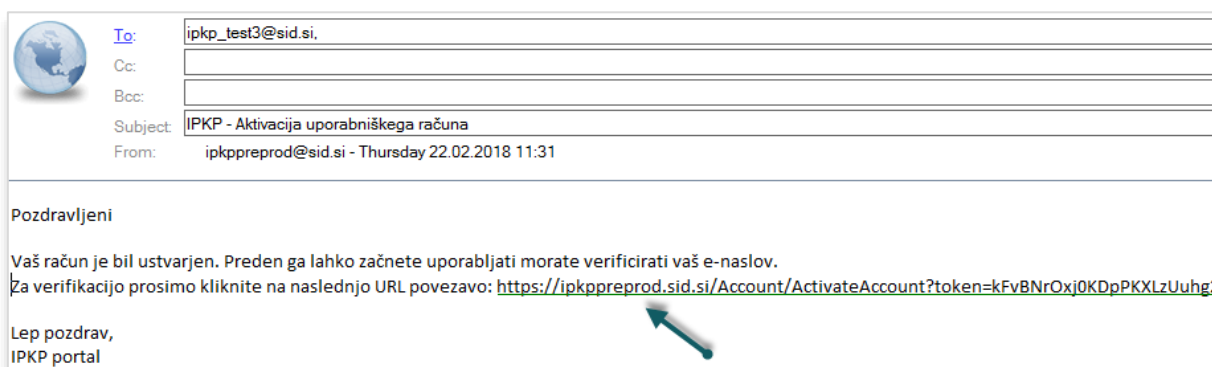 To: ipkp_test3@sid.si,
Cc:
Bcc:
Subject: IPKP - Aktivacija uporabniškega računa
From: ipkppreprod@sid.si - Thursday 22.02.2018 11:31
Pozdravljeni
Vaš račun je bil ustvarjen. Preden ga lahko začnete uporabljati morate verificirati vaš e-naslov.
Za verifikacijo prosimo kliknite na naslednjo URL povezavo: https://ipkppreprod.sid.si/Account/ActivateAccount?token=kFvBNrOxj0KDpPKXLzUuhg
Lep pozdrav,
IPKP portal